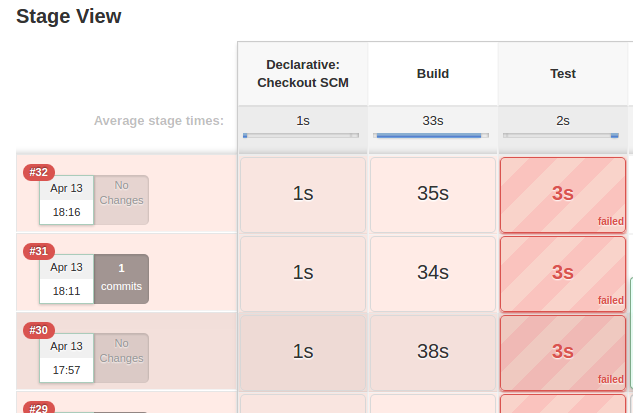 Stage View
Declarative:
Checkout SCM
Build
Test
Average stage times:
1s
33s
2s
#32
Apr 13
18:16
No
Changes
1s
35s
3s
failed
#31
Apr 13
18:11
1
commits
1s
34s
3s
failed
#30
Apr 13
17:57
No
Changes
1s
38s
3s
failed
#29